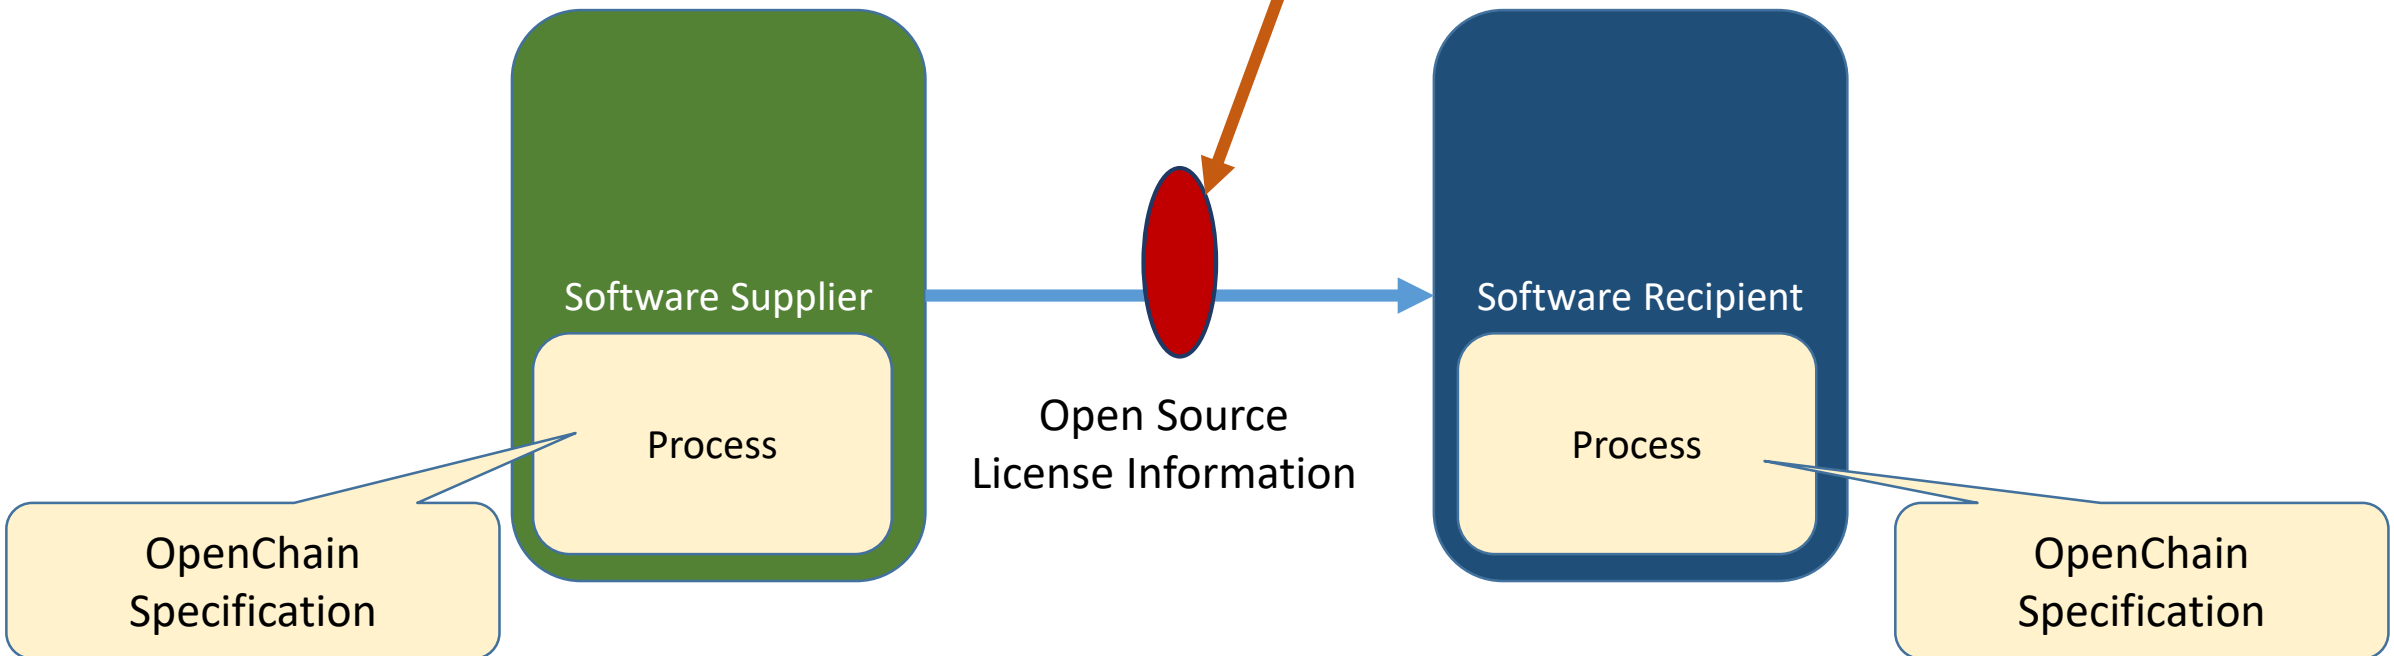 Software Supplier
Software Recipient
Open Source
License Information
Process
Process
OpenChain
Specification
OpenChain
Specification